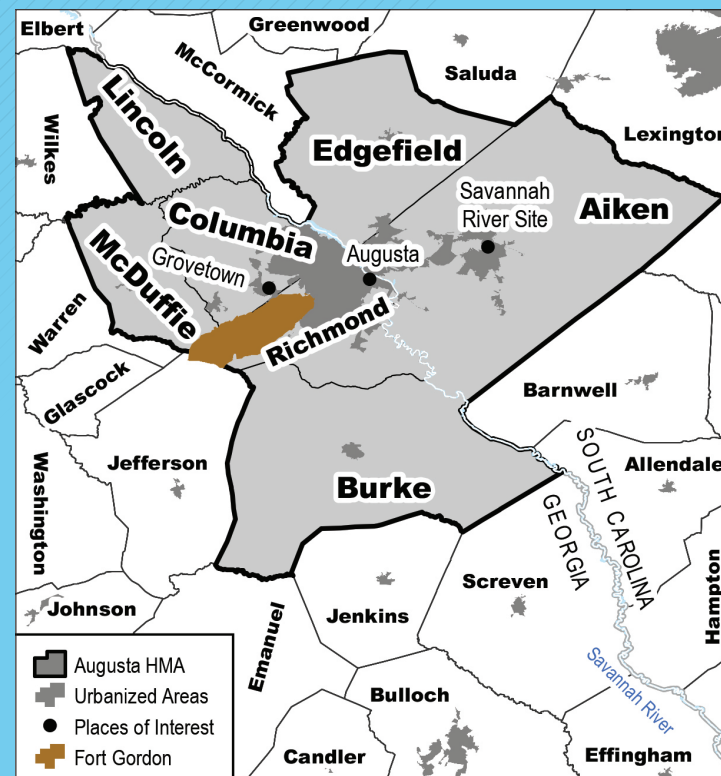 Elbert
Greenwood
McCormick
Saluda
Lincoln
Wilkes
Edgefield
Lexington
Savannah
River Site
Aiken
Columbia
Augusta
Grovetown
McDuffie
Richmond
Warren
Glascock
Barnwell
Jefferson
Washington
Burke
SOUTH CAROLINA
GEORGIA
Allendale
Screven
Hampton
Johnson
Emanuel
Jenkins
Savannah River
Bulloch
Candler
Effingham
Augusta HMA
Urbanized Areas
Places of Interest
Fort Gordon